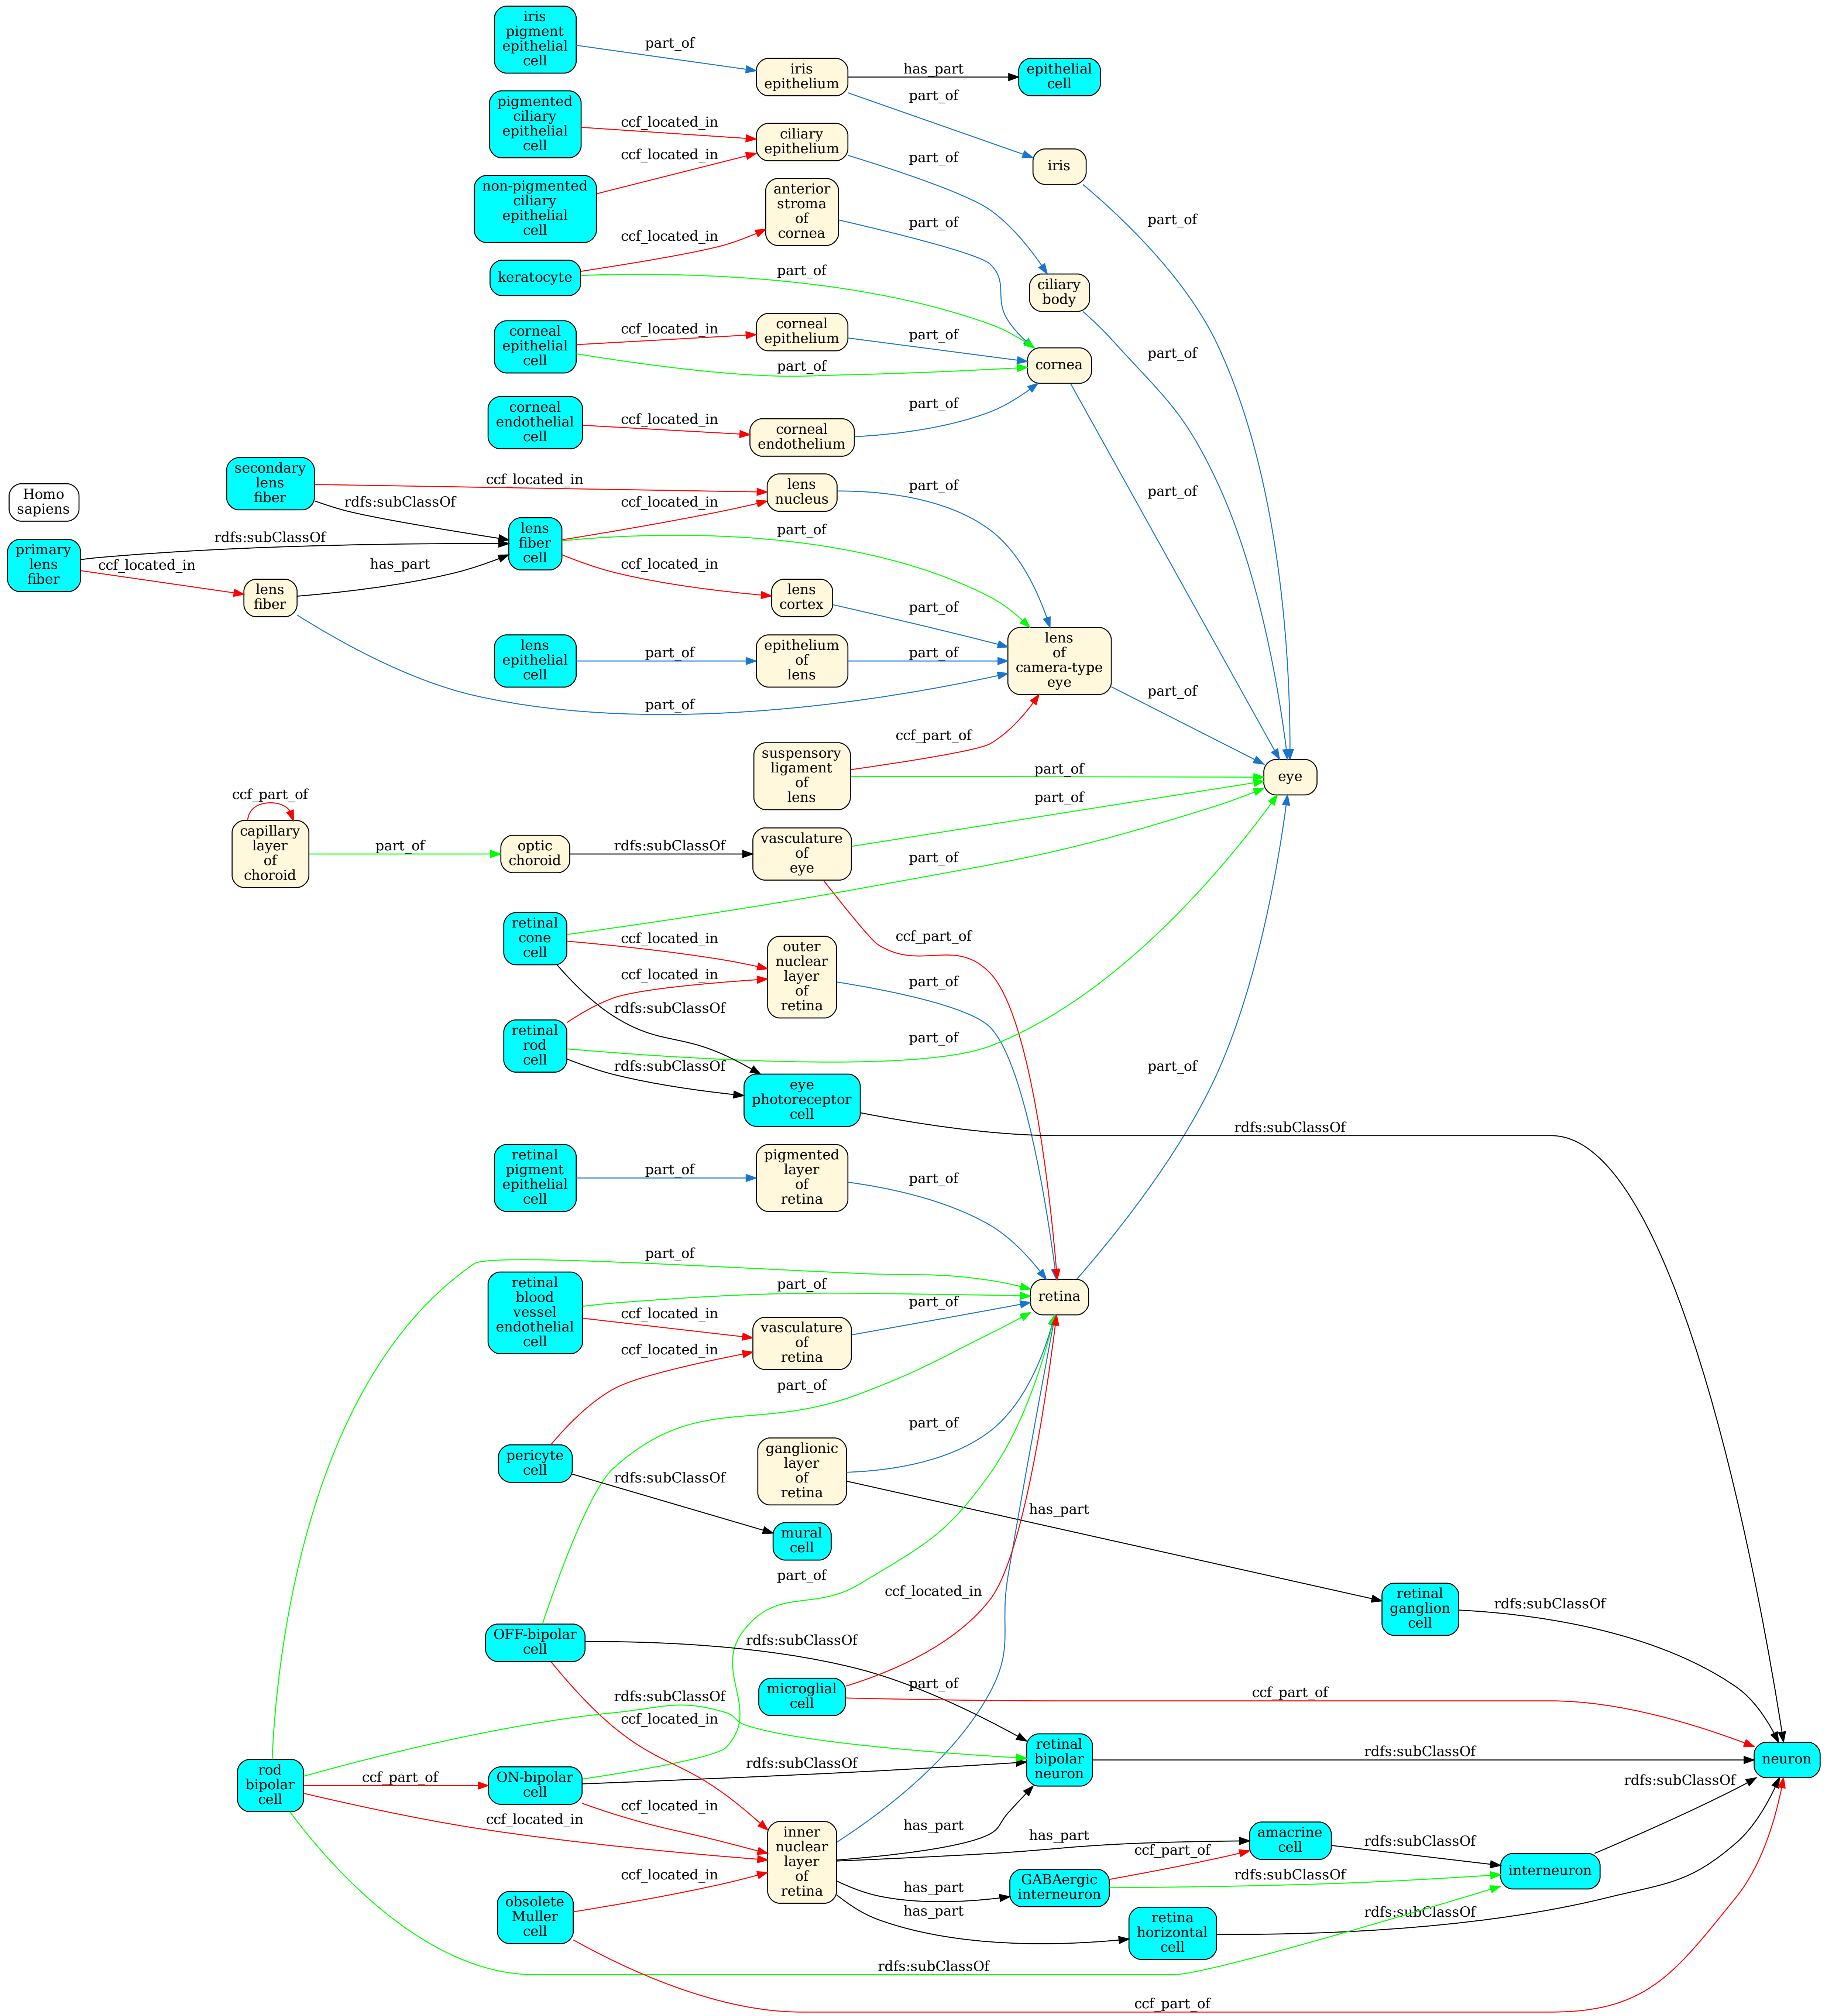 iris
pigment
epithelial
cell
part_of
iris
epithelium
has_part
epithelial
cell
part_of
pigmented
ciliary
epithelial
cell
ccf_located_in
ciliary
epithelium
part_of
iris
part_of
non-pigmented
ciliary
epithelial
cell
ccf_located_in
anterior
stroma
of
cornea
part_of
keratocyte
ccf_located_in
part_of
ciliary
body
part_of
corneal
epithelial
cell
ccf_located_in
part_of
corneal
epithelium
part_of
cornea
part_of
corneal
endothelial
cell
ccf_located_in
corneal
endothelium
part_of
Homo
sapiens
secondary
lens
fiber
ccf_located_in
rdfs:subClassOf
lens
nucleus
part_of
primary
lens
fiber
rdfs:subClassOf
ccf_located_in
lens
fiber
has_part
part_of
lens
fiber
cell
ccf_located_in
part_of
ccf_located_in
lens
cortex
part_of
lens
epithelial
cell
part_of
epithelium
of
lens
part_of
lens
of
camera-type
eye
part_of
suspensory
ligament
of
lens
ccf_part_of
part_of
eye
ccf_part_of
capillary
layer
of
choroid
part_of
optic
choroid
rdfs:subClassOf
vasculature
of
eye
part_of
ccf_part_of
retinal
cone
cell
part_of
ccf_located_in
rdfs:subClassOf
outer
nuclear
layer
of
retina
part_of
retinal
rod
cell
ccf_located_in
part_of
rdfs:subClassOf
eye
photoreceptor
cell
rdfs:subClassOf
retinal
pigment
epithelial
cell
part_of
pigmented
layer
of
retina
part_of
part_of
retina
part_of
retinal
blood
vessel
endothelial
cell
part_of
ccf_located_in
vasculature
of
retina
part_of
pericyte
cell
ccf_located_in
rdfs:subClassOf
mural
cell
part_of
ganglionic
layer
of
retina
part_of
has_part
retinal
ganglion
cell
rdfs:subClassOf
OFF-bipolar
cell
rdfs:subClassOf
ccf_located_in
part_of
microglial
cell
ccf_located_in
ccf_part_of
part_of
rod
bipolar
cell
rdfs:subClassOf
ccf_part_of
ccf_located_in
rdfs:subClassOf
ON-bipolar
cell
rdfs:subClassOf
ccf_located_in
retinal
bipolar
neuron
rdfs:subClassOf
neuron
obsolete
Muller
cell
ccf_located_in
ccf_part_of
inner
nuclear
layer
of
retina
has_part
has_part
has_part
has_part
amacrine
cell
rdfs:subClassOf
GABAergic
interneuron
ccf_part_of
rdfs:subClassOf
interneuron
rdfs:subClassOf
retina
horizontal
cell
rdfs:subClassOf